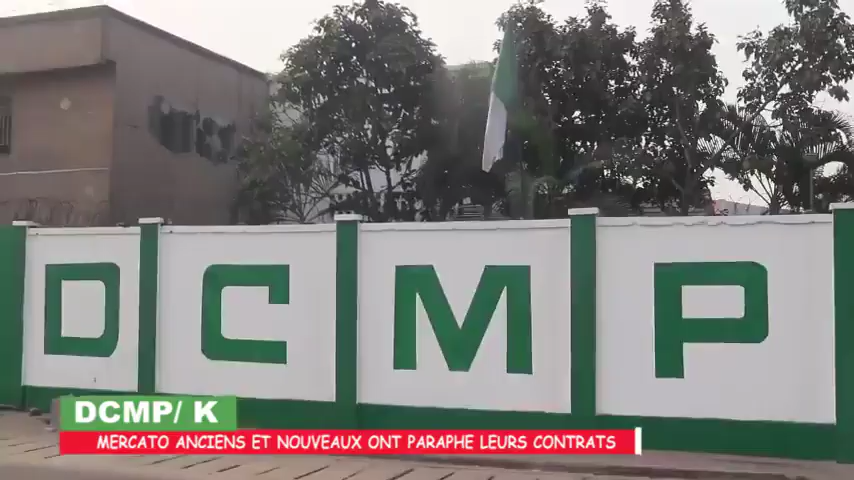 DCMP
DCMP/ K
MERCATO ANCIENS ET NOUVEAUX ONT PARAPHE LEURS CONTRATS